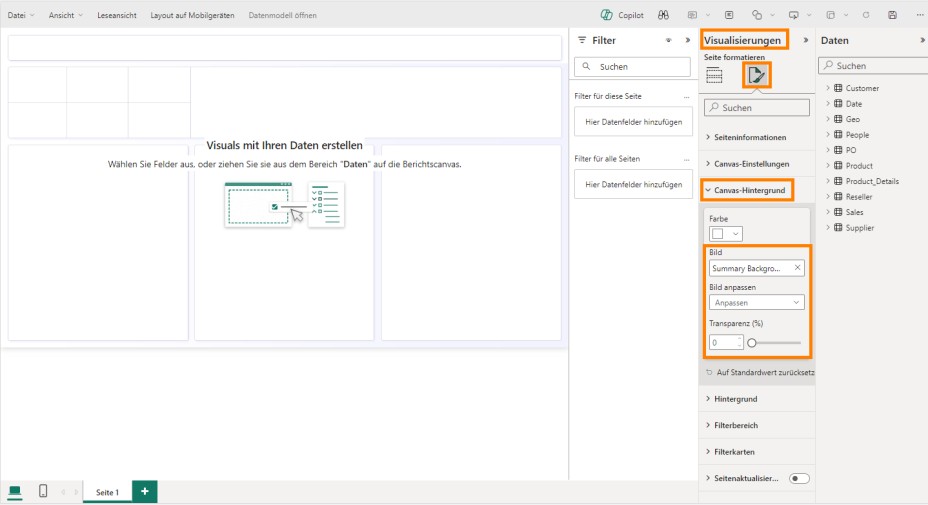 Datei Ansicht Leseansicht Layout auf Mobilgeräten Datenmodell öffnen Copilot ...
Visuals mit Ihren Daten erstellen
Wählen Sie Felder aus, oder ziehen Sie sie aus dem Bereich "Daten" auf die Berichtscanvas.
Seite 1 +
Filter
Suchen
Filter für diese Seite ...
Hier Datenfelder hinzufügen
Filter für alle Seiten ...
Hier Datenfelder hinzufügen
Visualisierungen
Seite formatieren
Suchen
Seiteninformationen
Canvas-Einstellungen
Canvas-Hintergrund
Farbe
Bild
Summary Backgro...
Bild anpassen
Anpassen
Transparenz (%)
0
Auf Standardwert zurücksetz
Hintergrund
Filterbereich
Filterkarten
Seitenaktualisier...
Daten
Suchen
Customer
Date
Geo
People
PO
Product
Product_Details
Reseller
Sales
Supplier